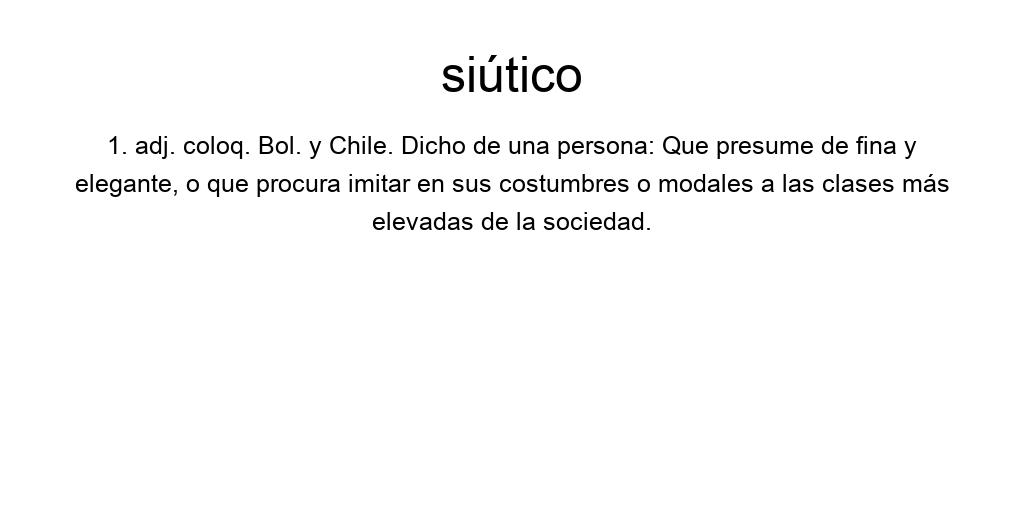 siútico
1. adj. coloq. Bol. y Chile. Dicho de una persona: Que presume de fina y
elegante, o que procura imitar en sus costumbres o modales a las clases más
elevadas de la sociedad.